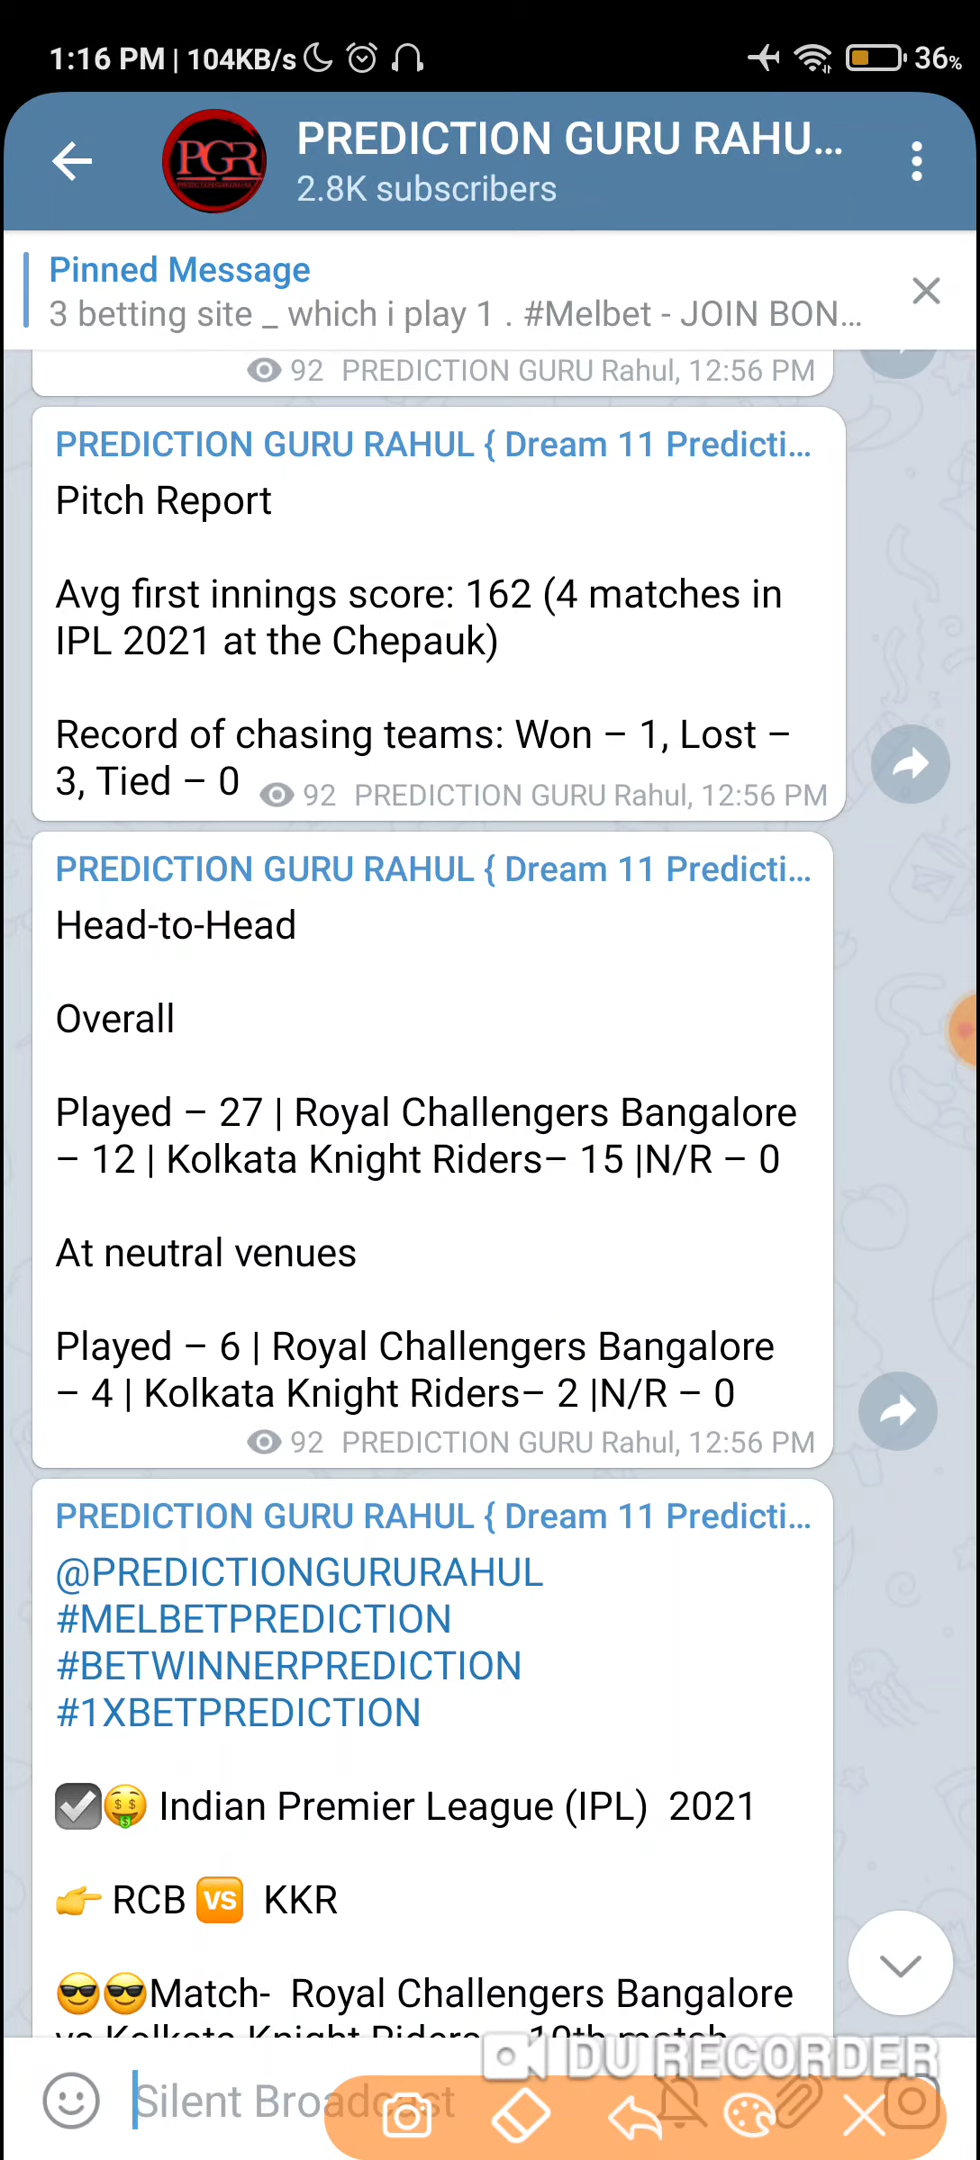 1:16 PM | 104KB/s
36%
PGR
PREDICTION GURU RAHU...
2.8K subscribers
Pinned Message
3 betting site _ which i play 1 . #Melbet - JOIN BON...
92 PREDICTION GURU Rahul, 12:56 PM
PREDICTION GURU RAHUL { Dream 11 Predicti...
Pitch Report
Avg first innings score: 162 (4 matches in
IPL 2021 at the Chepauk)
Record of chasing teams: Won – 1, Lost –
3, Tied – 0
92 PREDICTION GURU Rahul, 12:56 PM
PREDICTION GURU RAHUL { Dream 11 Predicti...
Head-to-Head
Overall
Played – 27 | Royal Challengers Bangalore
– 12 | Kolkata Knight Riders– 15 |N/R – 0
At neutral venues
Played – 6 | Royal Challengers Bangalore
– 4 | Kolkata Knight Riders– 2 |N/R – 0
92 PREDICTION GURU Rahul, 12:56 PM
PREDICTION GURU RAHUL { Dream 11 Predicti...
@PREDICTIONGURURAHUL
#MELBETPREDICTION
#BETWINNERPREDICTION
#1XBETPREDICTION
☑🤑 Indian Premier League (IPL) 2021
👉 RCB 🆚 KKR
😎😎Match- Royal Challengers Bangalore
vs Kolkata Knight Riders 10th match
DU RECORDER
Silent Broadcast